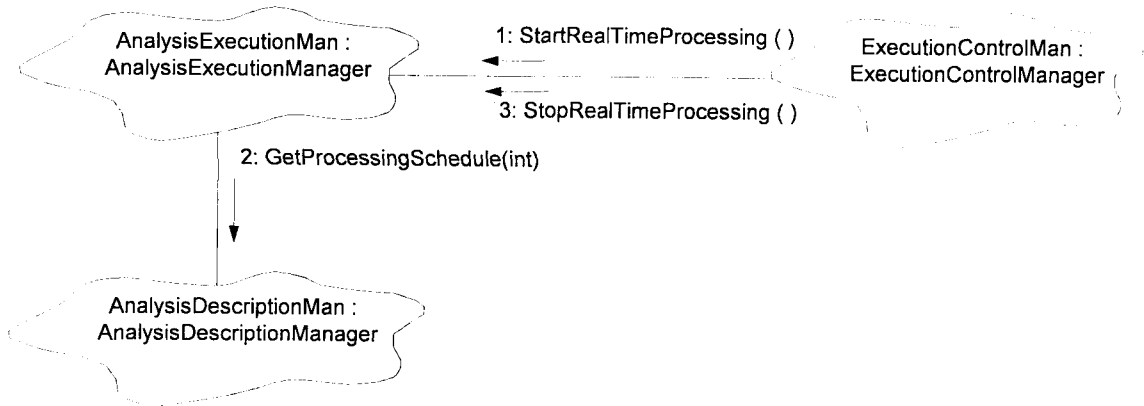 AnalysisExecutionMan :
AnalysisExecutionManager
1: StartRealTimeProcessing ( )
3: StopRealTimeProcessing ( )
ExecutionControlMan :
ExecutionControlManager
2: GetProcessingSchedule(int)
AnalysisDescriptionMan :
AnalysisDescriptionManager